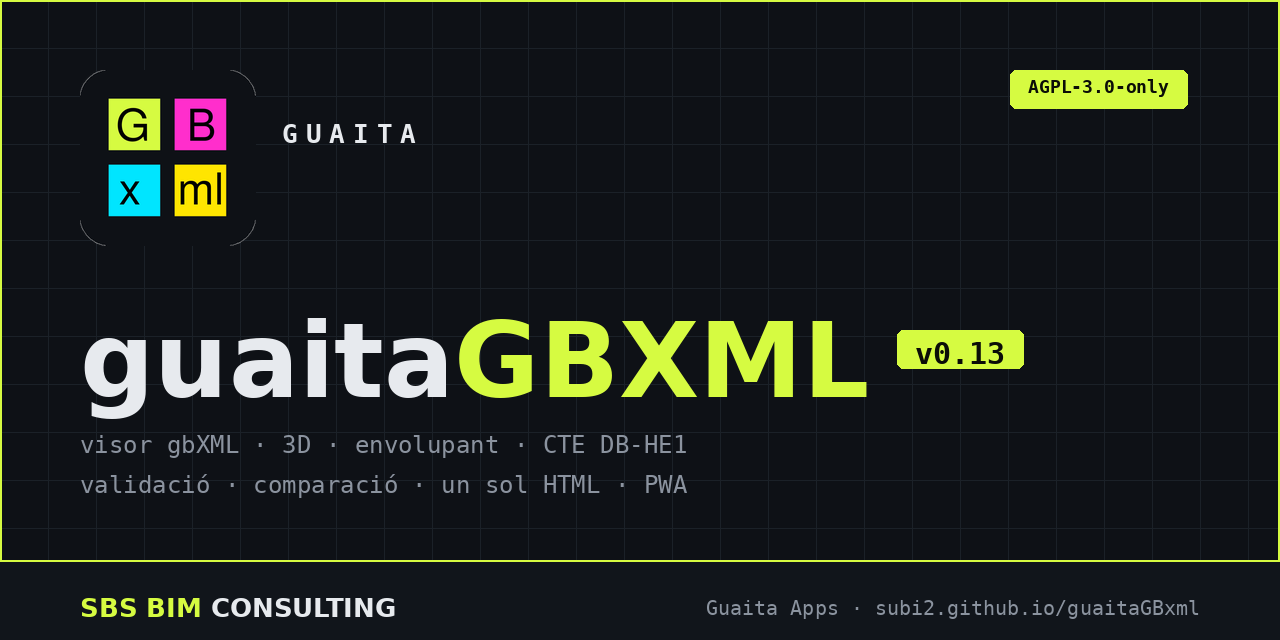 G B
x ml
GUAITA
AGPL-3.0-only
guaitaGBXML v0.13
visor gbXML · 3D · envolupant · CTE DB-HE1
validació · comparació · un sol HTML · PWA
SBS BIM CONSULTING
Guaita Apps · subi2.github.io/guaitaGBxml